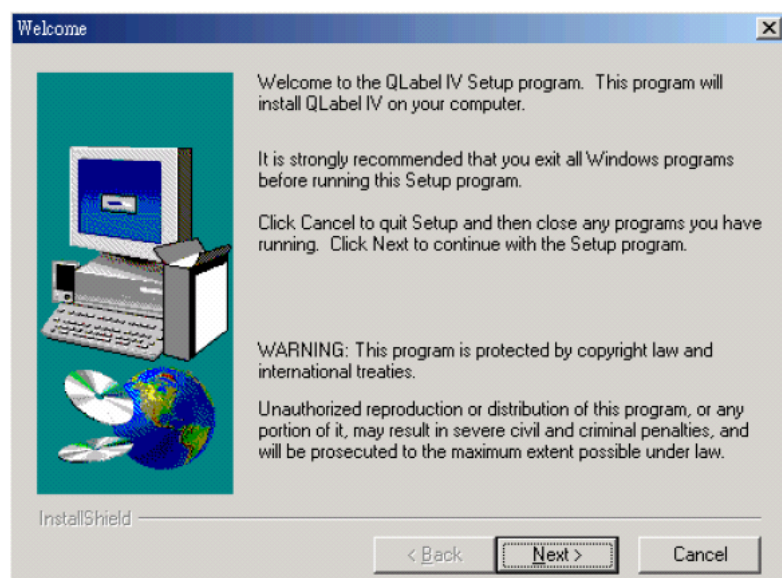 Welcome
Welcome to the QLabel IV Setup program.  This program will
install QLabel IV on your computer.
It is strongly recommended that you exit all Windows programs
before running this Setup program.
Click Cancel to quit Setup and then close any programs you have
running.  Click Next to continue with the Setup program.
WARNING: This program is protected by copyright law and
international treaties.
Unauthorized reproduction or distribution of this program, or any
portion of it, may result in severe civil and criminal penalties, and
will be prosecuted to the maximum extent possible under law.
InstallShield
< Back
Next >
Cancel